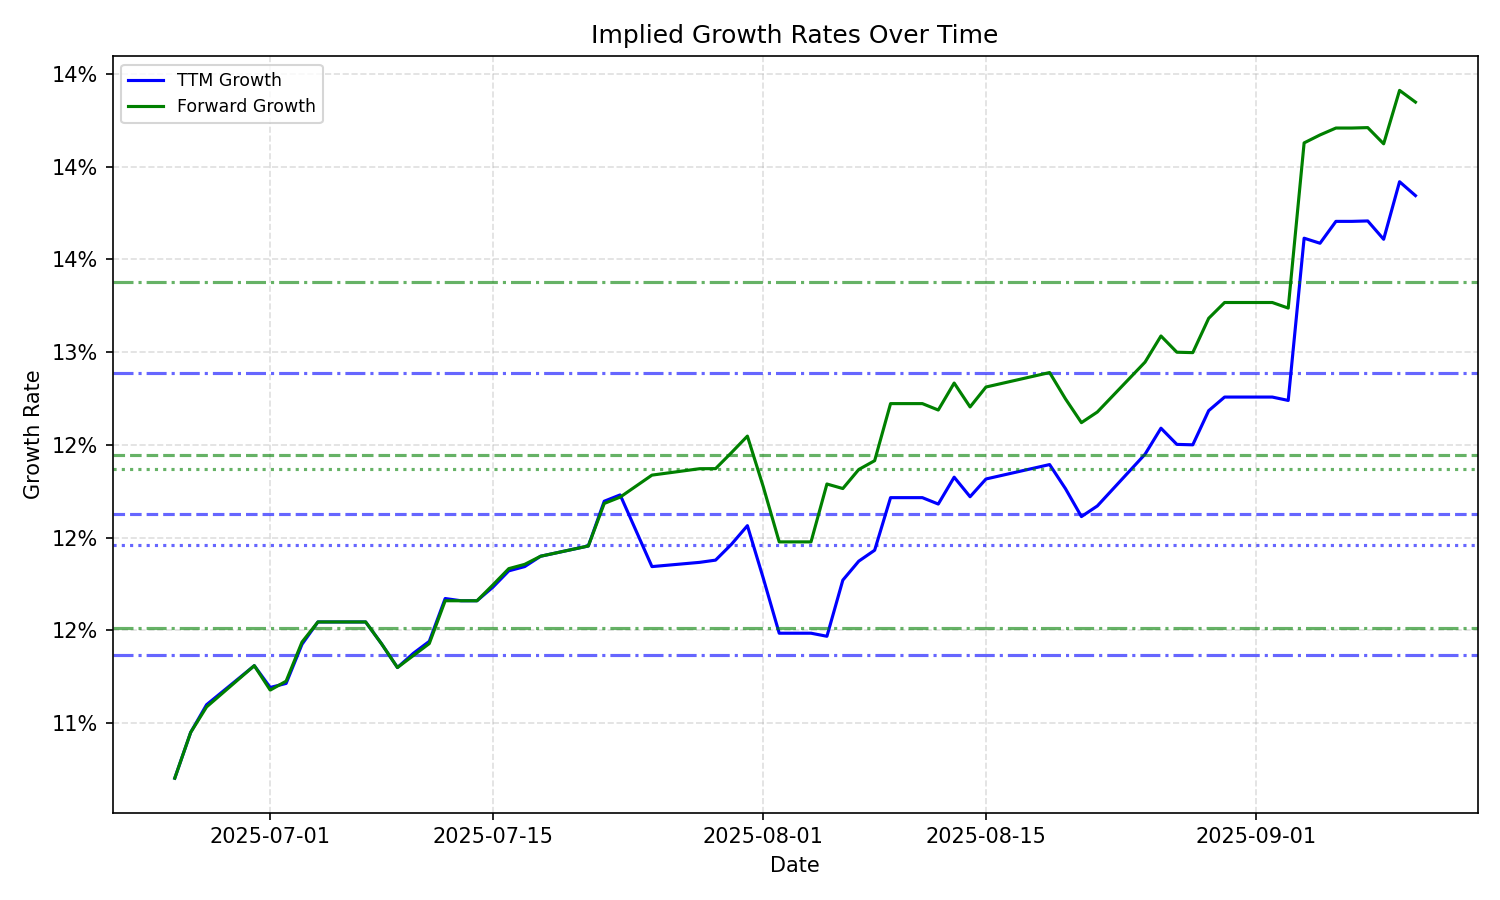 Implied Growth Rates Over Time
TTM Growth
Forward Growth
14%
14%
14%
13%
12%
12%
12%
11%
Growth Rate
2025-07-01
2025-07-15
2025-08-01
2025-08-15
2025-09-01
Date